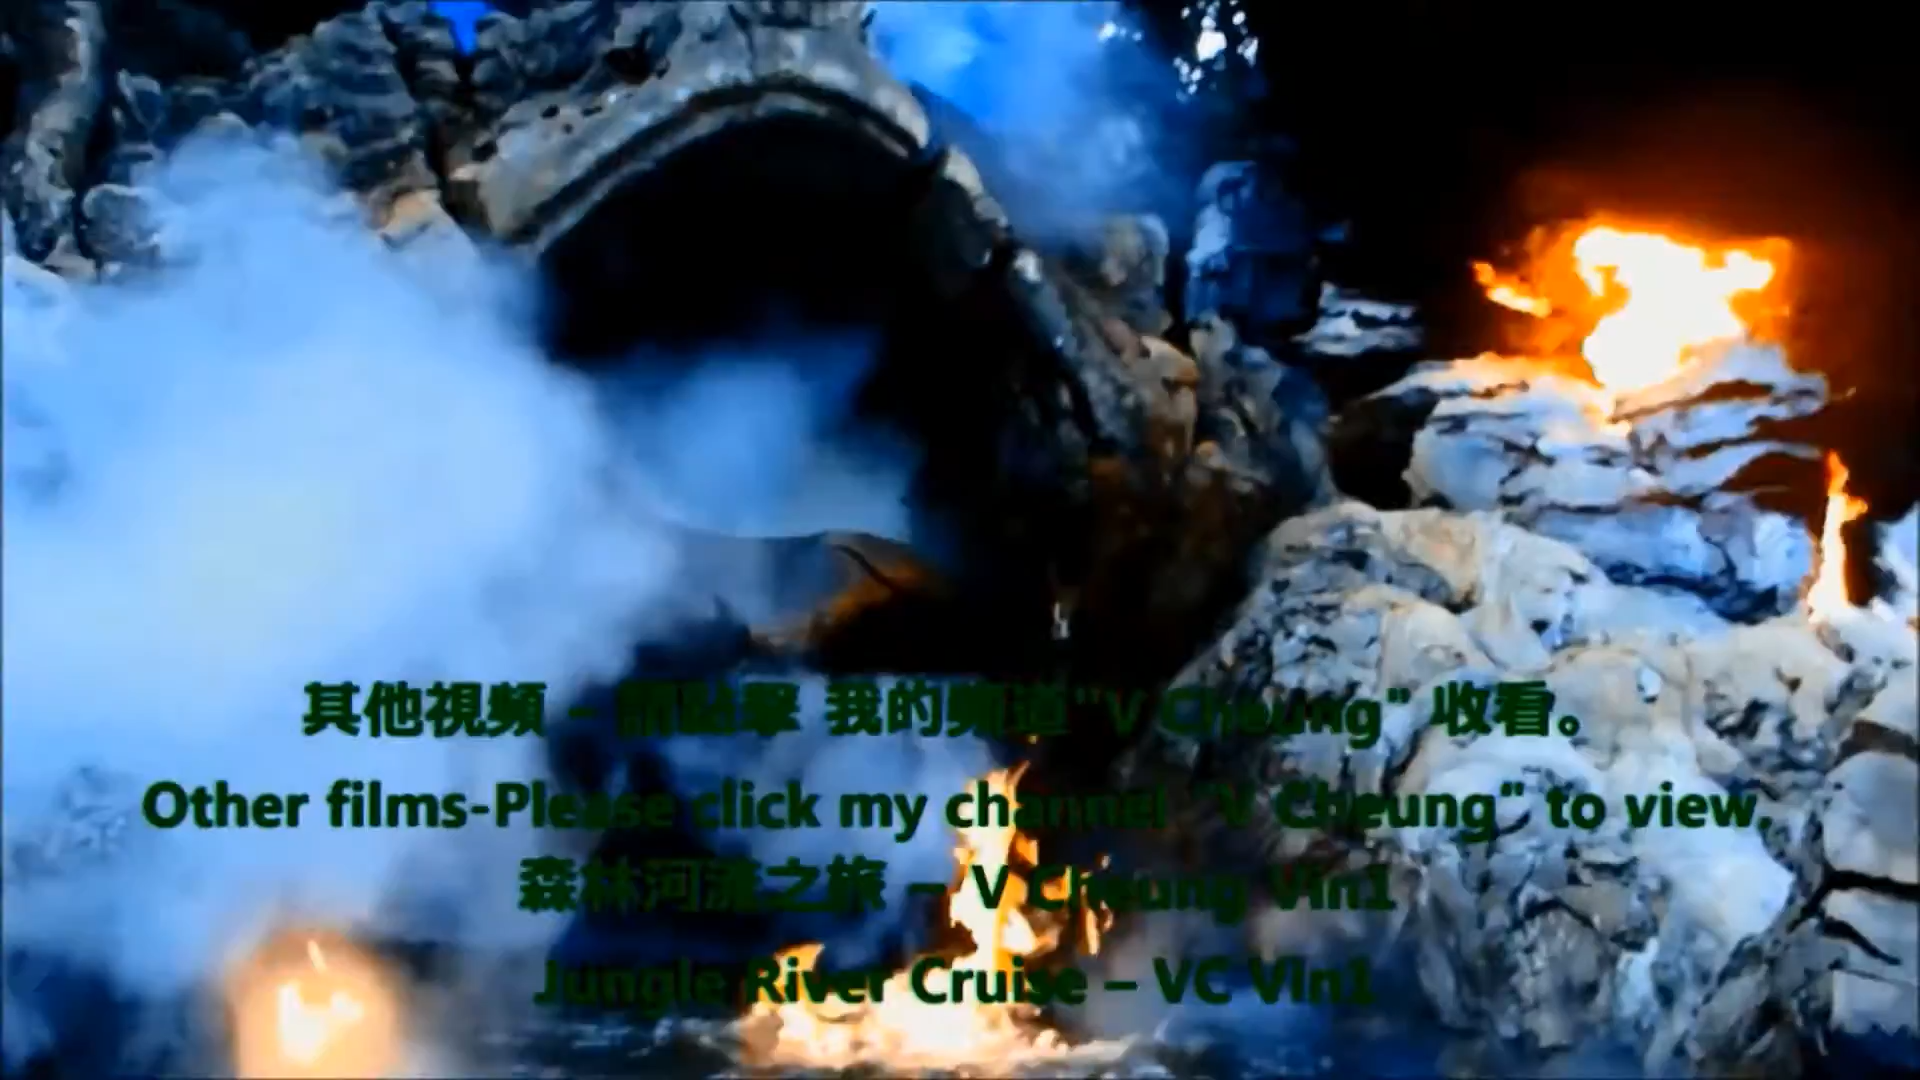 其他視頻 – 請點擊 我的頻道"V Cheung" 收看。
Other films-Please click my channel "V Cheung" to view.
森林河流之旅 – V Cheung Vin1
Jungle River Cruise – VC Vin1